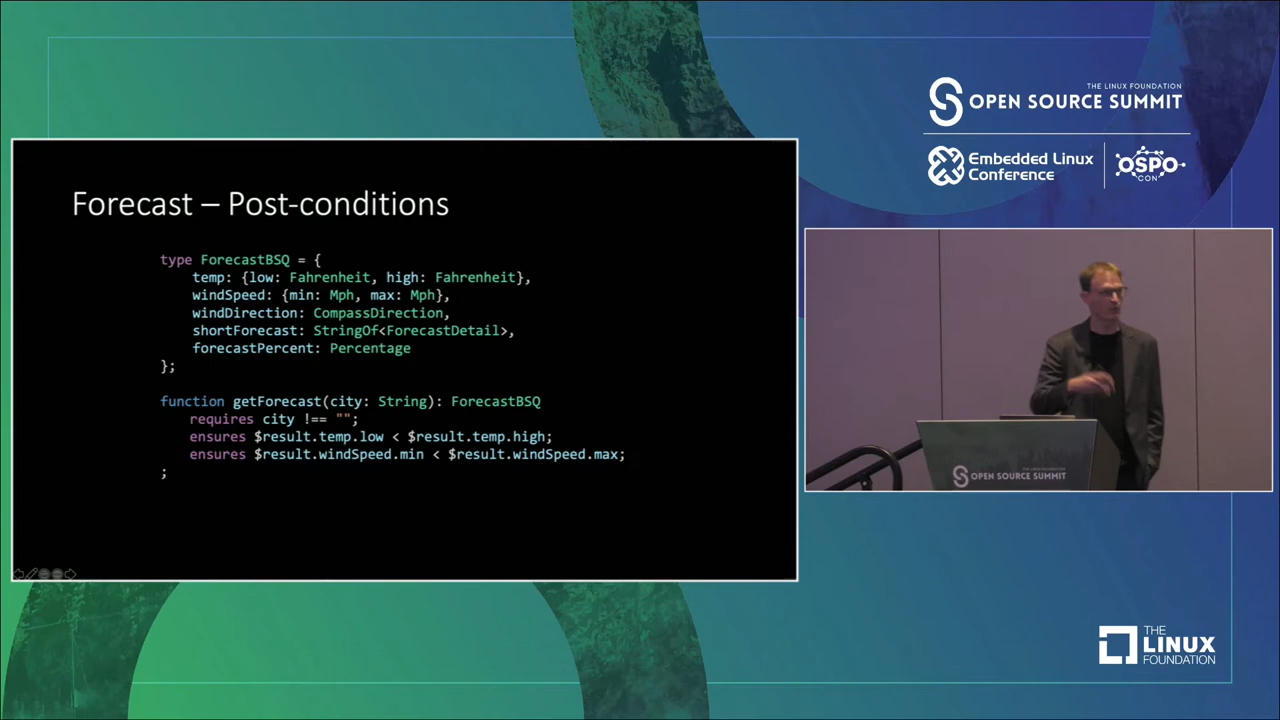 THE LINUX FOUNDATION
OPEN SOURCE SUMMIT
Embedded Linux
Conference
OSPO
CON
Forecast – Post-conditions
type ForecastBSQ = {
    temp: {low: Fahrenheit, high: Fahrenheit},
    windSpeed: {min: Mph, max: Mph},
    windDirection: CompassDirection,
    shortForecast: StringOf<ForecastDetail>,
    forecastPercent: Percentage
};
function getForecast(city: String): ForecastBSQ
    requires city !== "";
    ensures $result.temp.low < $result.temp.high;
    ensures $result.windSpeed.min < $result.windSpeed.max;
;
OPEN SOURCE SUMMIT
THE
LINUX
FOUNDATION